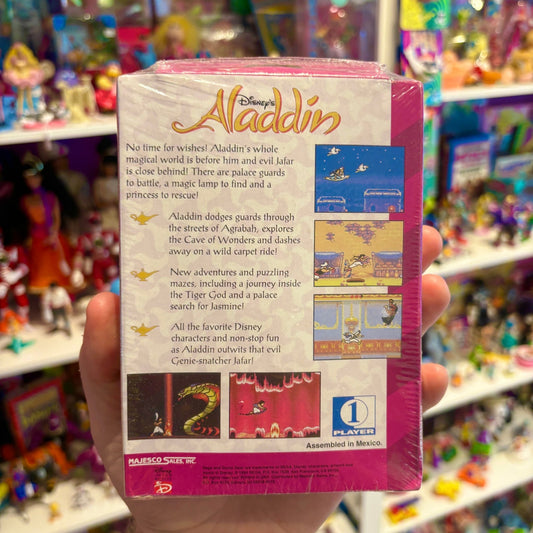 Disney's
Aladdin
No time for wishes! Aladdin's whole
magical world is before him and evil Jafar
is close behind! There are palace guards
to battle, a magic lamp to find and a
princess to rescue!
Aladdin dodges guards through
the streets of Agrabah, explores
the Cave of Wonders and dashes
away on a wild carpet ride!
New adventures and puzzling
mazes, including a journey inside
the Tiger God and a palace
search for Jasmine!
All the favorite Disney
characters and non-stop fun
as Aladdin outwits that evil
Genie-snatcher Jafar!
1
PLAYER
Assembled in Mexico.
MAJESCO SALES, INC.
Disney